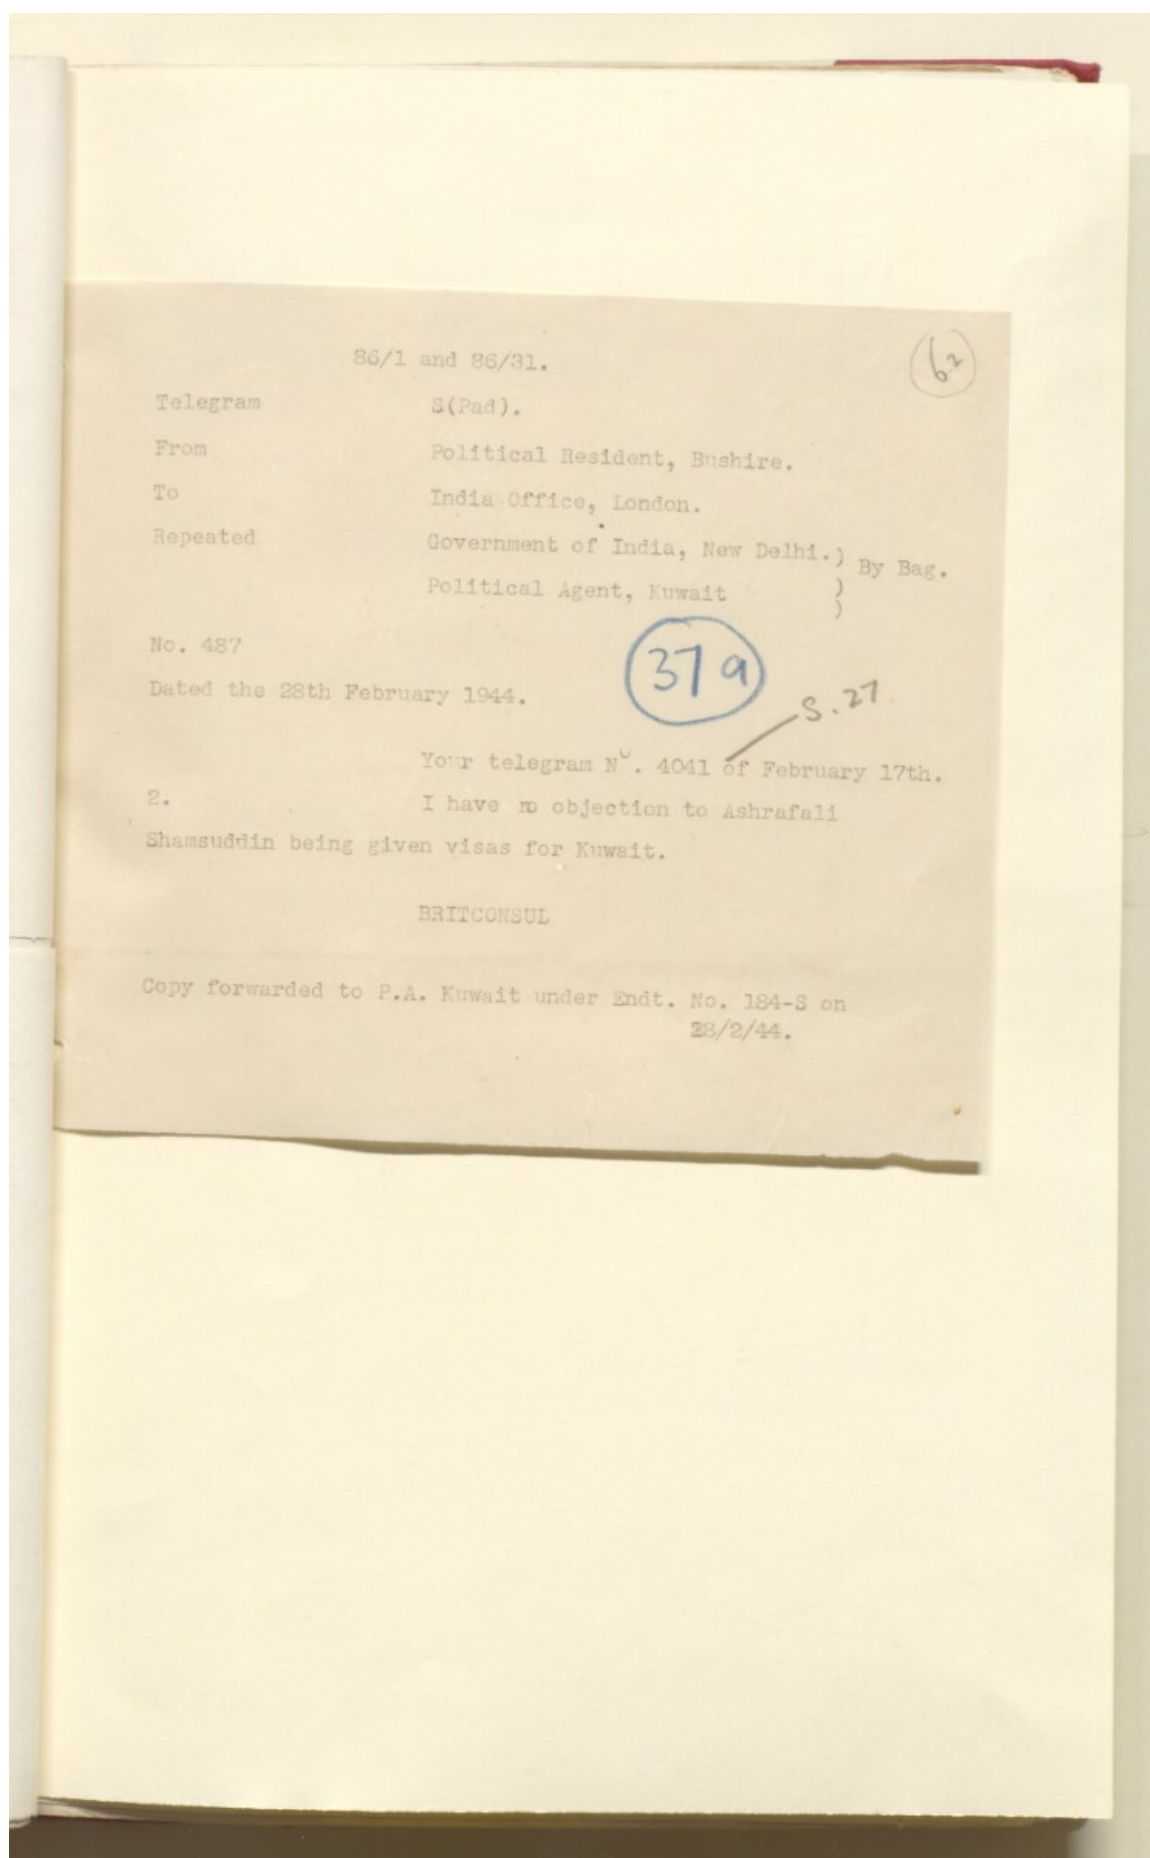 86/1 and 86/31.
62
Telegram S(Pad).
From Political Resident, Bushire.
To India Office, London.
Repeated Government of India, New Delhi.) By Bag.
Political Agent, Kuwait )
)
No. 487
37a
Dated the 28th February 1944.
S. 27
Your telegram No. 4041 of February 17th.
2. I have no objection to Ashrafali
Shamsuddin being given visas for Kuwait.
BRITCONSUL
Copy forwarded to P.A. Kuwait under Endt. No. 184-S on
28/2/44.